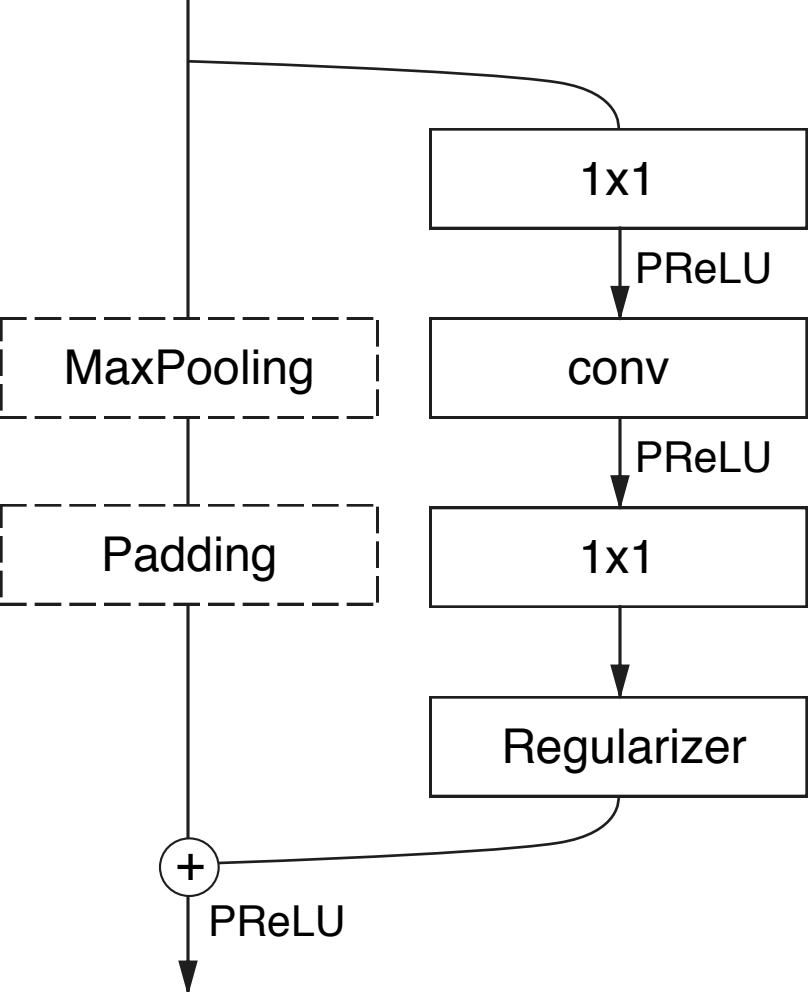 1x1
PReLU
MaxPooling
conv
PReLU
Padding
1x1
Regularizer
+
PReLU